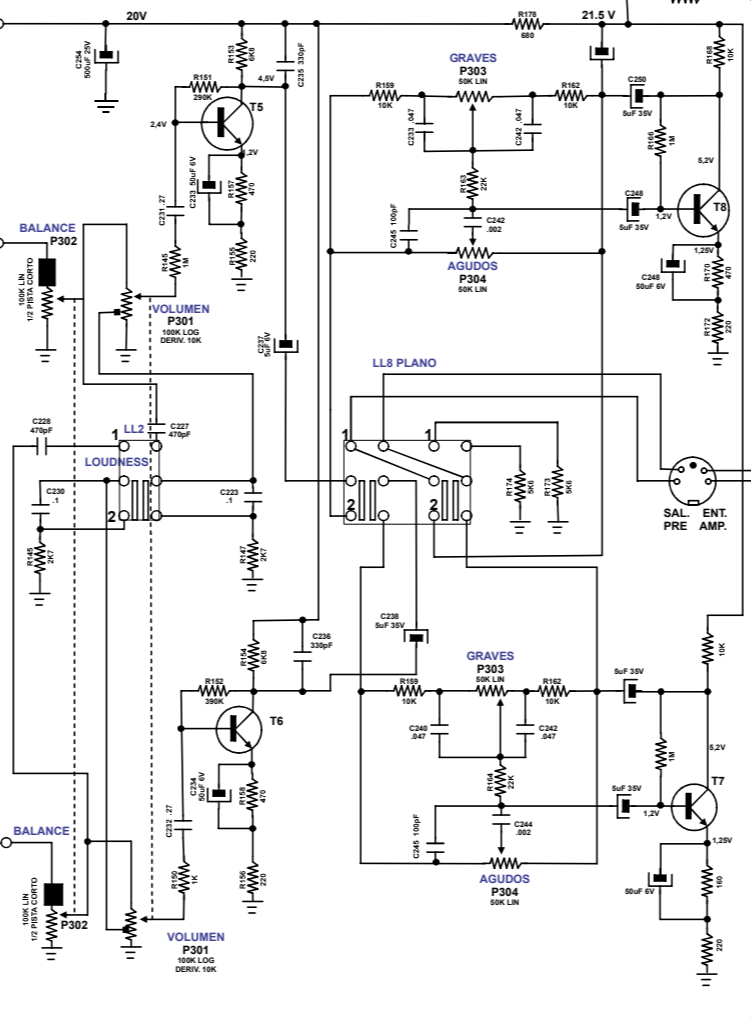 20V
R178
680
21.5 V
C254
500uF 25V
R153
6K8
C235 330pF
4,5V
R151
290K
T5
2,4V
,2V
C233 50uF 6V
R157
470
C231 .27
R145
1M
R155
220
BALANCE
P302
100K LIN
1/2 PISTA CORTO
VOLUMEN
P301
100K LOG
DERIV. 10K
C237
5uF 6V
GRAVES
P303
50K LIN
R159
10K
R162
10K
C233 .047
C242 .047
R163
22K
C245 100pF
C242
.002
AGUDOS
P304
50K LIN
C250
5uF 35V
R168
10K
R166
1M
5,2V
C248
5uF 35V
1,2V
T8
1,25V
C248
50uF 6V
R170
470
R172
220
LL8 PLANO
C228
470pF
C227
470pF
1
LL2
LOUDNESS
2
C230
.1
C223
.1
R145
2K7
R147
2K7
1
1
2
2
R174
5K6
R173
5K6
SAL. ENT.
PRE AMP.
C238
5uF 35V
R154
6K8
C236
330pF
R152
390K
T6
C234
50uF 6V
R158
470
C232 .27
R150
1K
R156
220
BALANCE
100K LIN
1/2 PISTA CORTO
P302
VOLUMEN
P301
100K LOG
DERIV. 10K
GRAVES
P303
50K LIN
R159
10K
R162
10K
C240
.047
C242
.047
R164
22K
C245 100pF
C244
.002
AGUDOS
P304
50K LIN
5uF 35V
10K
1M
5,2V
5uF 35V
1,2V
T7
1,25V
50uF 6V
160
220